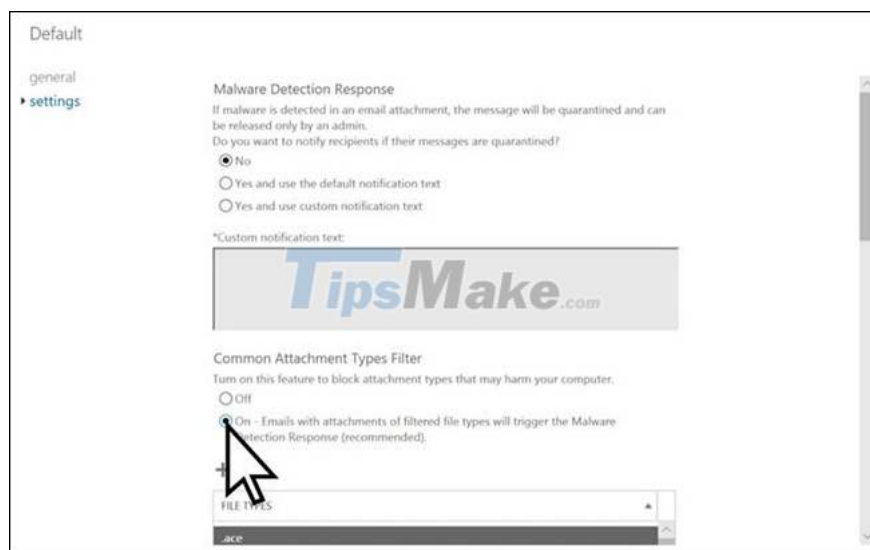 Default
general
settings
Malware Detection Response
If malware is detected in an email attachment, the message will be quarantined and can
be released only by an admin.
Do you want to notify recipients if their messages are quarantined?
No
Yes and use the default notification text
Yes and use custom notification text
*Custom notification text:
TipsMake.com
Common Attachment Types Filter
Turn on this feature to block attachment types that may harm your computer.
Off
On - Emails with attachments of filtered file types will trigger the Malware
Detection Response (recommended).
FILE TYPES
.ace